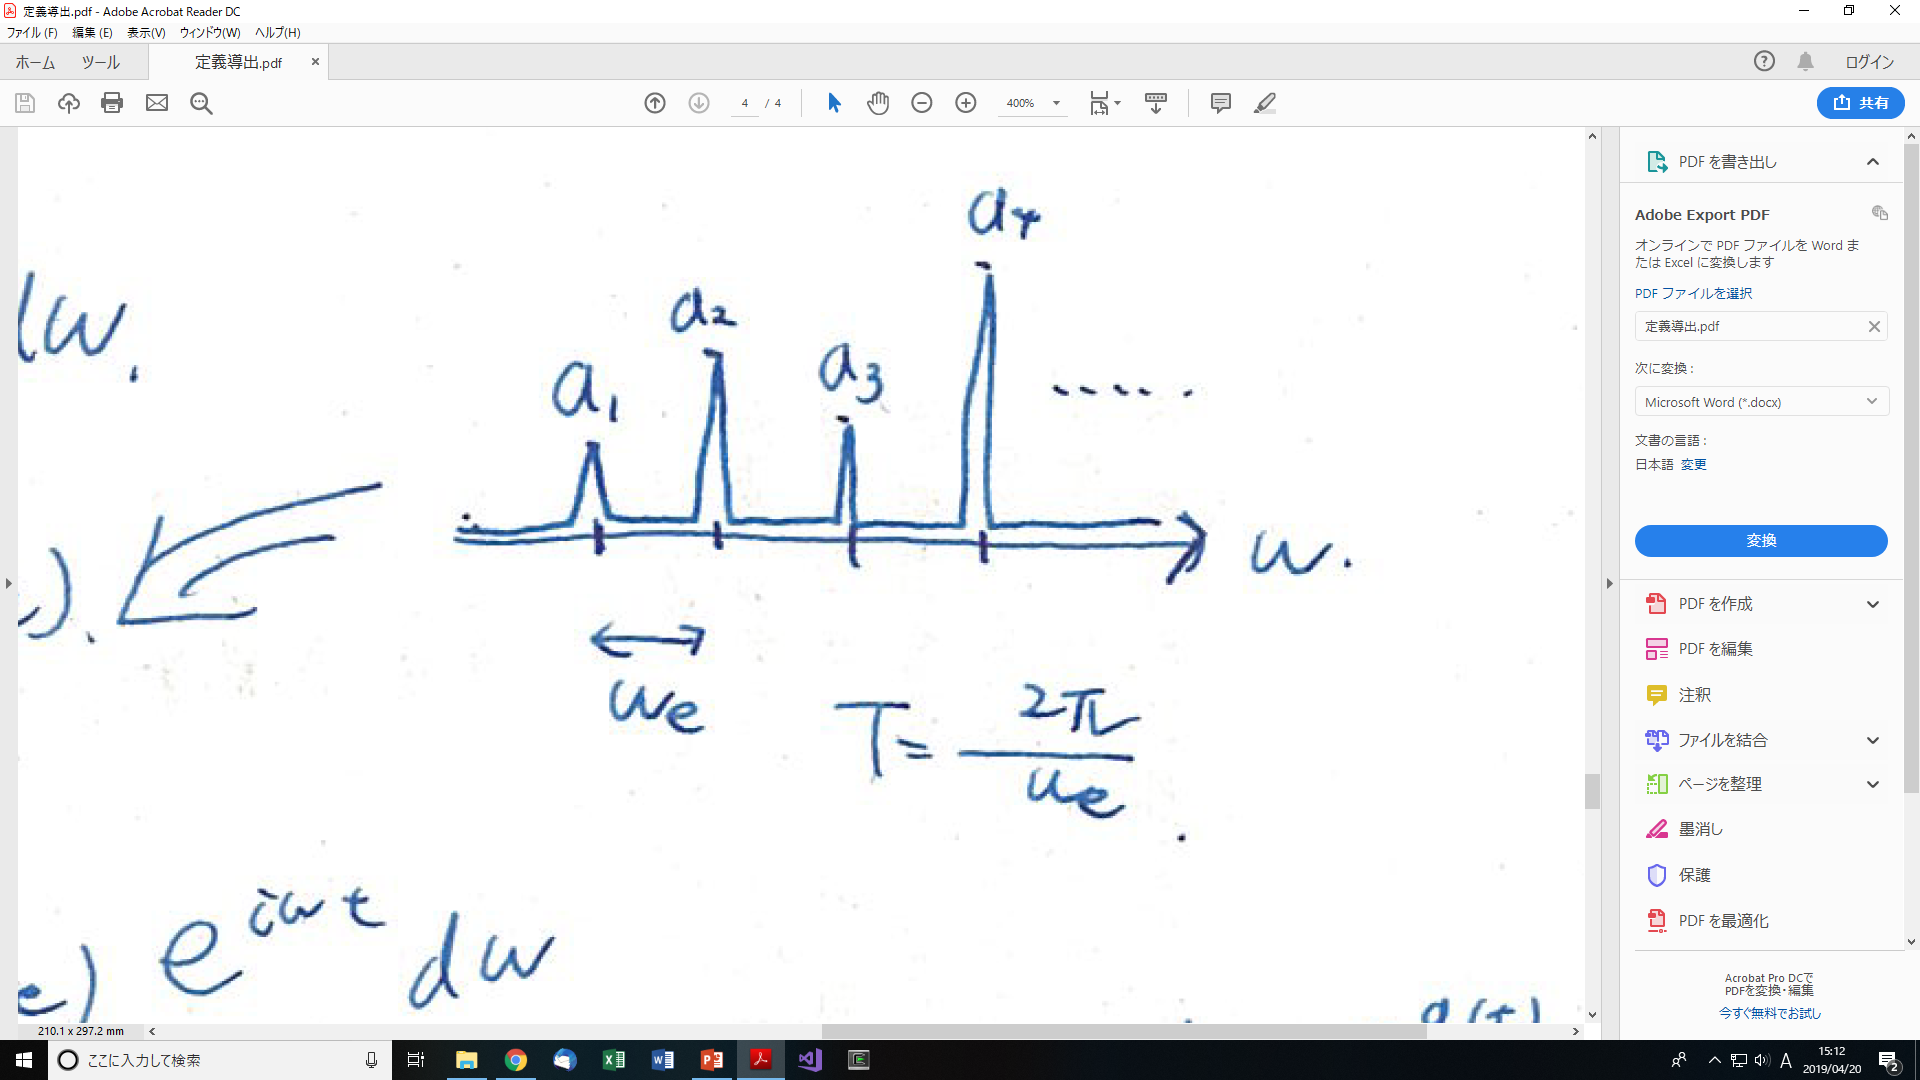 定義導出.pdf - Adobe Acrobat Reader DC
ファイル(F) 編集(E) 表示(V) ウィンドウ(W) ヘルプ(H)
ホーム ツール 定義導出.pdf × ログイン
4 / 4 400% 共有
a4
a2
a3
a1
dω.
.....
ω.
).
ωe
T = 2π
ωe
e) e^{iωt} dω
210.1 x 297.2 mm
PDF を書き出し
Adobe Export PDF
オンラインで PDF ファイルを Word ま
たは Excel に変換します
PDF ファイルを選択
定義導出.pdf
次に変換 :
Microsoft Word (*.docx)
文書の言語 :
日本語 変更
変換
PDF を作成
PDF を編集
注釈
ファイルを結合
ページを整理
墨消し
保護
PDF を最適化
Acrobat Pro DCで
PDFを変換・編集
今すぐ無料でお試し
ここに入力して検索
A
15:12
2019/04/20
2